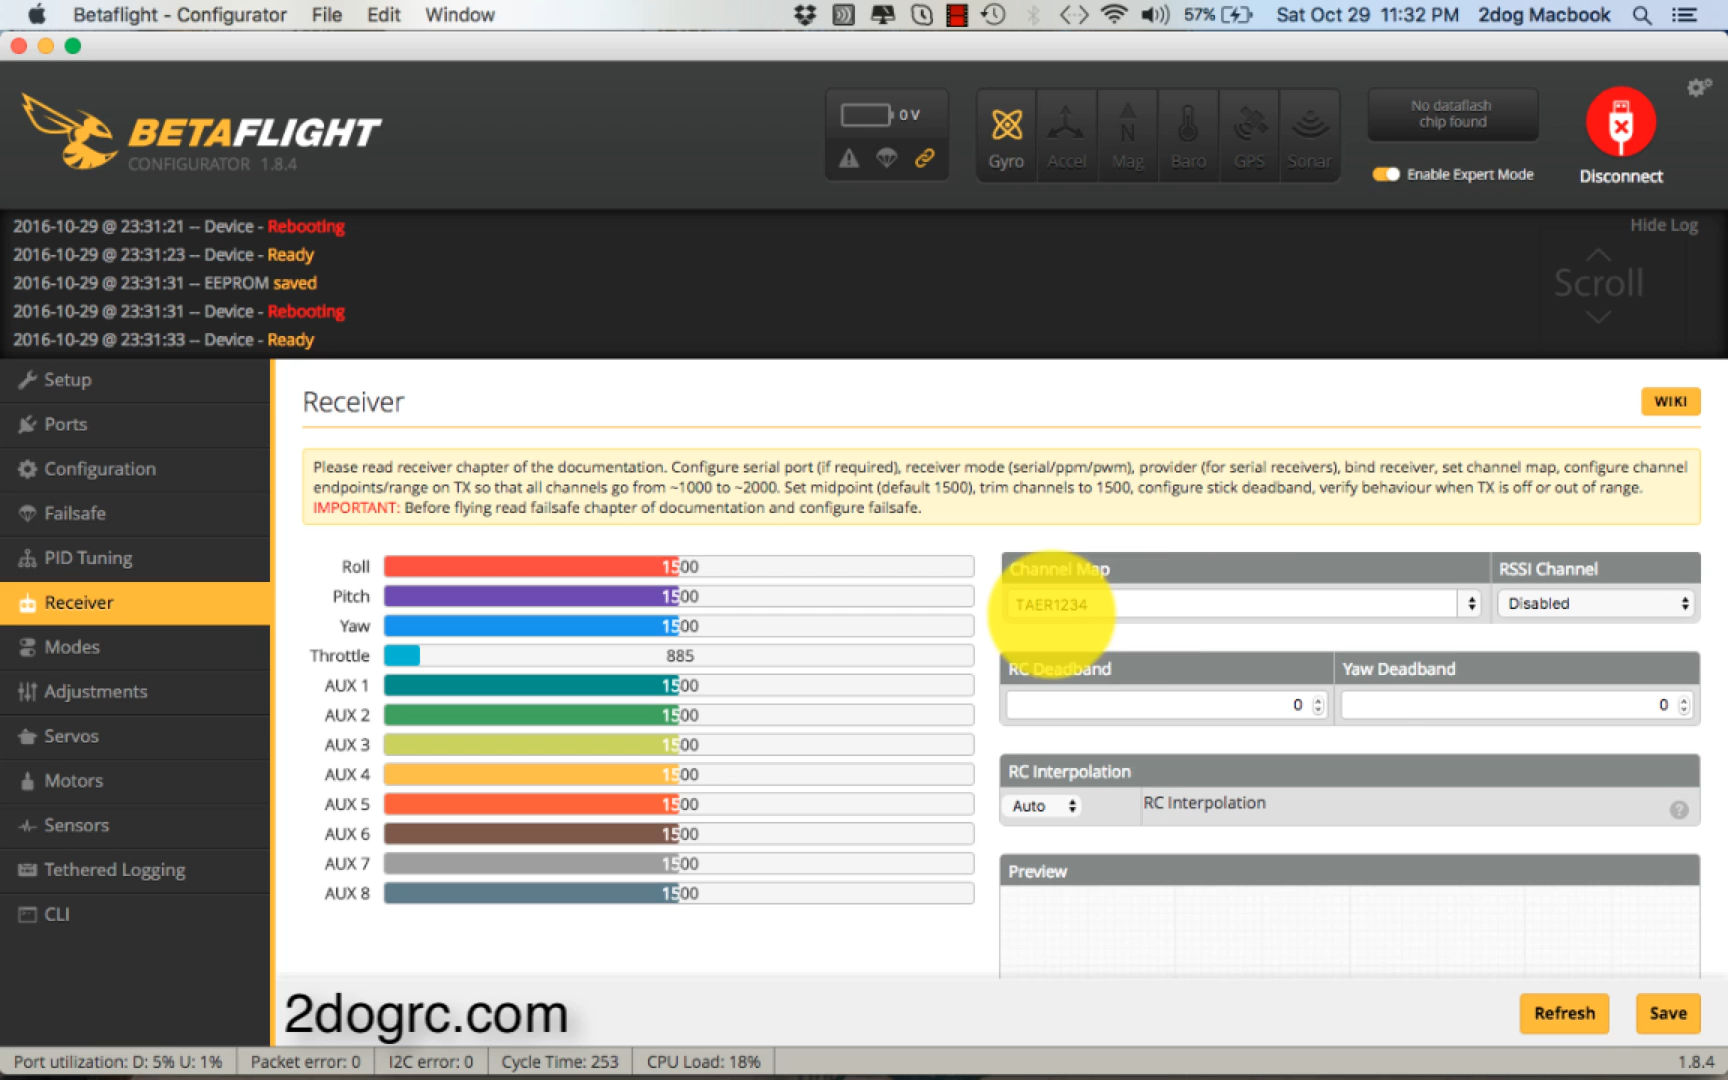 Betaflight - Configurator File Edit Window 57% Sat Oct 29 11:32 PM 2dog Macbook
BETAFLIGHT
CONFIGURATOR 1.8.4
0 V
Gyro Accel Mag Baro GPS Sonar
N
No dataflash
chip found
Enable Expert Mode
Disconnect
2016-10-29 @ 23:31:21 -- Device - Rebooting
2016-10-29 @ 23:31:23 -- Device - Ready
2016-10-29 @ 23:31:31 -- EEPROM saved
2016-10-29 @ 23:31:31 -- Device - Rebooting
2016-10-29 @ 23:31:33 -- Device - Ready
Hide Log
Scroll
Setup
Ports
Configuration
Failsafe
PID Tuning
Receiver
Modes
Adjustments
Servos
Motors
Sensors
Tethered Logging
CLI
Receiver
WIKI
Please read receiver chapter of the documentation. Configure serial port (if required), receiver mode (serial/ppm/pwm), provider (for serial receivers), bind receiver, set channel map, configure channel
endpoints/range on TX so that all channels go from ~1000 to ~2000. Set midpoint (default 1500), trim channels to 1500, configure stick deadband, verify behaviour when TX is off or out of range.
IMPORTANT: Before flying read failsafe chapter of documentation and configure failsafe.
Roll 1500
Pitch 1500
Yaw 1500
Throttle 885
AUX 1 1500
AUX 2 1500
AUX 3 1500
AUX 4 1500
AUX 5 1500
AUX 6 1500
AUX 7 1500
AUX 8 1500
Channel Map RSSI Channel
TAER1234 Disabled
RC Deadband Yaw Deadband
0 0
RC Interpolation
Auto RC Interpolation ?
Preview
2dogrc.com
Refresh Save
Port utilization: D: 5% U: 1% Packet error: 0 I2C error: 0 Cycle Time: 253 CPU Load: 18% 1.8.4